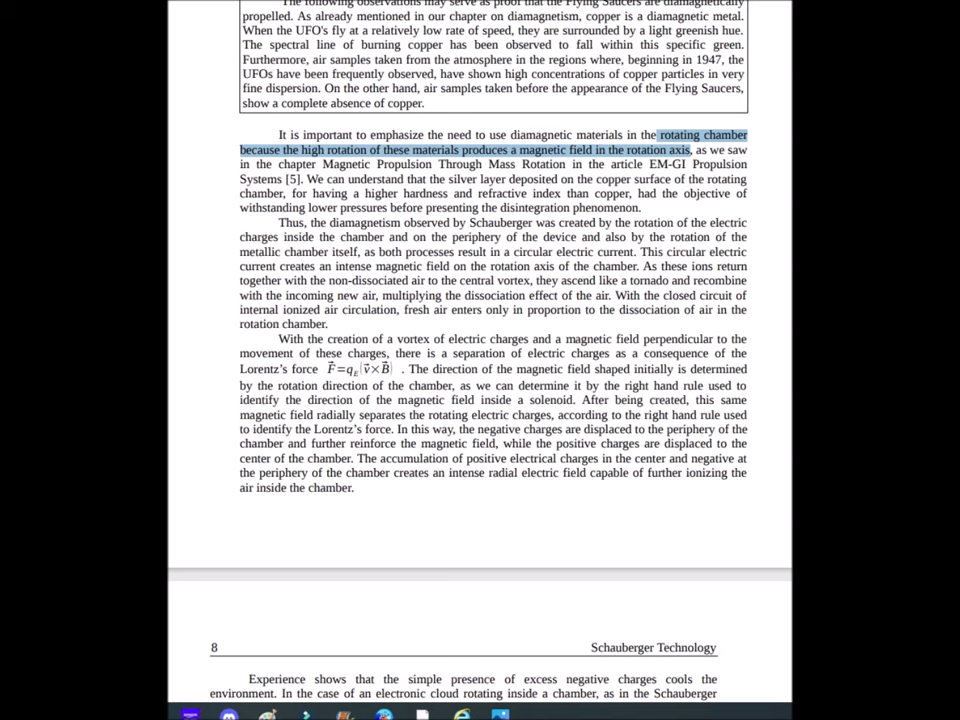 The following observations may serve as proof that the Flying Saucers are diamagnetically
propelled. As already mentioned in our chapter on diamagnetism, copper is a diamagnetic metal.
When the UFO's fly at a relatively low rate of speed, they are surrounded by a light greenish hue.
The spectral line of burning copper has been observed to fall within this specific green.
Furthermore, air samples taken from the atmosphere in the regions where, beginning in 1947, the
UFOs have been frequently observed, have shown high concentrations of copper particles in very
fine dispersion. On the other hand, air samples taken before the appearance of the Flying Saucers,
show a complete absence of copper.
It is important to emphasize the need to use diamagnetic materials in the rotating chamber
because the high rotation of these materials produces a magnetic field in the rotation axis, as we saw
in the chapter Magnetic Propulsion Through Mass Rotation in the article EM-GI Propulsion
Systems [5]. We can understand that the silver layer deposited on the copper surface of the rotating
chamber, for having a higher hardness and refractive index than copper, had the objective of
withstanding lower pressures before presenting the disintegration phenomenon.
Thus, the diamagnetism observed by Schauberger was created by the rotation of the electric
charges inside the chamber and on the periphery of the device and also by the rotation of the
metallic chamber itself, as both processes result in a circular electric current. This circular electric
current creates an intense magnetic field on the rotation axis of the chamber. As these ions return
together with the non-dissociated air to the central vortex, they ascend like a tornado and recombine
with the incoming new air, multiplying the dissociation effect of the air. With the closed circuit of
internal ionized air circulation, fresh air enters only in proportion to the dissociation of air in the
rotation chamber.
With the creation of a vortex of electric charges and a magnetic field perpendicular to the
movement of these charges, there is a separation of electric charges as a consequence of the
Lorentz’s force F⃗=q_E(v⃗×B⃗) . The direction of the magnetic field shaped initially is determined
by the rotation direction of the chamber, as we can determine it by the right hand rule used to
identify the direction of the magnetic field inside a solenoid. After being created, this same
magnetic field radially separates the rotating electric charges, according to the right hand rule used
to identify the Lorentz’s force. In this way, the negative charges are displaced to the periphery of the
chamber and further reinforce the magnetic field, while the positive charges are displaced to the
center of the chamber. The accumulation of positive electrical charges in the center and negative at
the periphery of the chamber creates an intense radial electric field capable of further ionizing the
air inside the chamber.
8 Schauberger Technology
Experience shows that the simple presence of excess negative charges cools the
environment. In the case of an electronic cloud rotating inside a chamber, as in the Schauberger